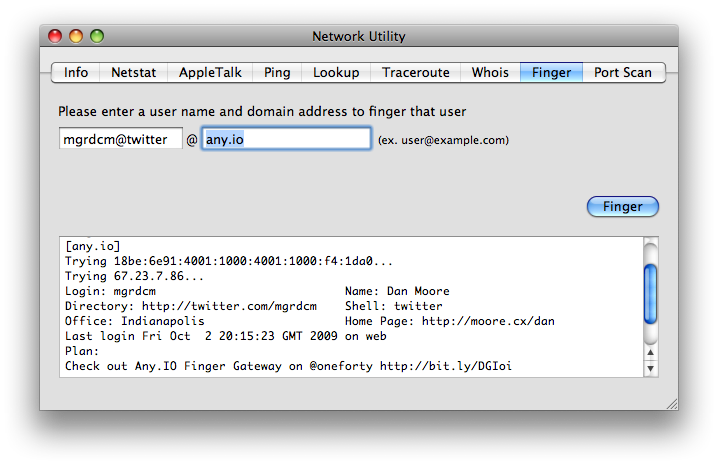 Network Utility
Info Netstat AppleTalk Ping Lookup Traceroute Whois Finger Port Scan
Please enter a user name and domain address to finger that user
mgrdcm@twitter @ any.io (ex. user@example.com)
Finger
[any.io]
Trying 18be:6e91:4001:1000:4001:1000:f4:1da0...
Trying 67.23.7.86...
Login: mgrdcm Name: Dan Moore
Directory: http://twitter.com/mgrdcm Shell: twitter
Office: Indianapolis Home Page: http://moore.cx/dan
Last login Fri Oct  2 20:15:23 GMT 2009 on web
Plan:
Check out Any.IO Finger Gateway on @oneforty http://bit.ly/DGIoi